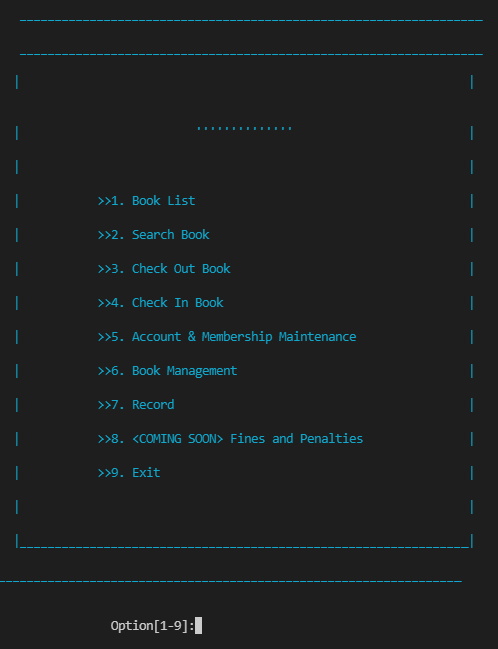 >>1. Book List
>>2. Search Book
>>3. Check Out Book
>>4. Check In Book
>>5. Account & Membership Maintenance
>>6. Book Management
>>7. Record
>>8. <COMING SOON> Fines and Penalties
>>9. Exit
Option[1-9]: